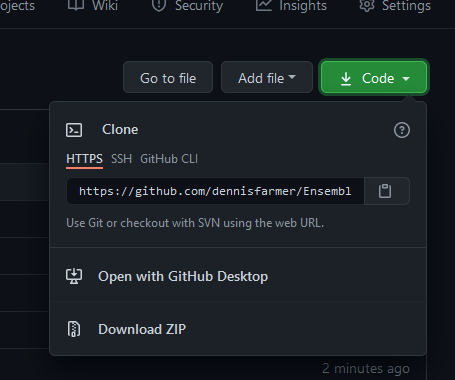 ojects Wiki Security Insights Settings
Go to file Add file Code
Clone
HTTPS SSH GitHub CLI
https://github.com/dennisfarmer/Ensembl
Use Git or checkout with SVN using the web URL.
Open with GitHub Desktop
Download ZIP
2 minutes ago